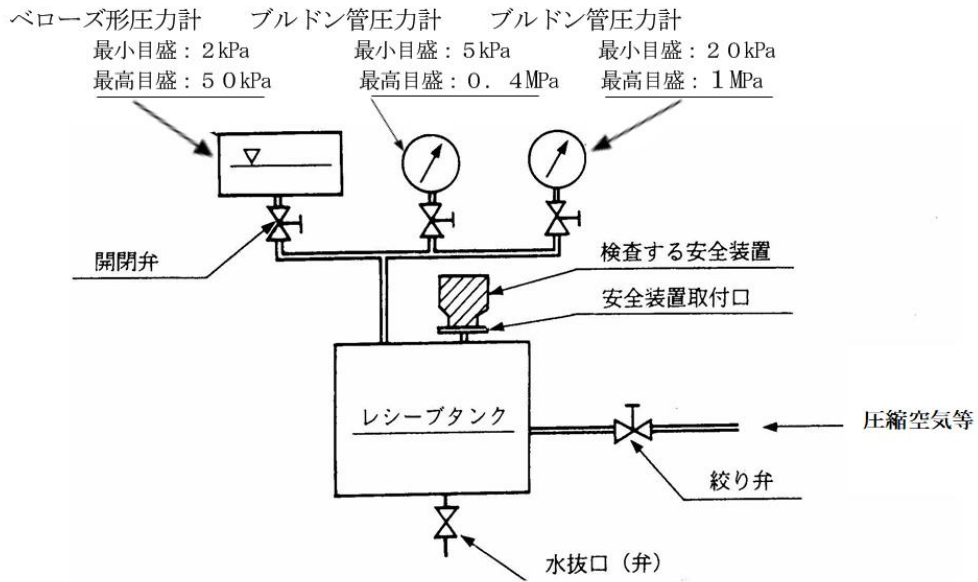 ベローズ形圧力計
最小目盛：２kPa
最高目盛：５０kPa
ブルドン管圧力計
最小目盛：５kPa
最高目盛：０．４MPa
ブルドン管圧力計
最小目盛：２０kPa
最高目盛：１MPa
開閉弁
検査する安全装置
安全装置取付口
レシーブタンク
圧縮空気等
絞り弁
水抜口（弁）